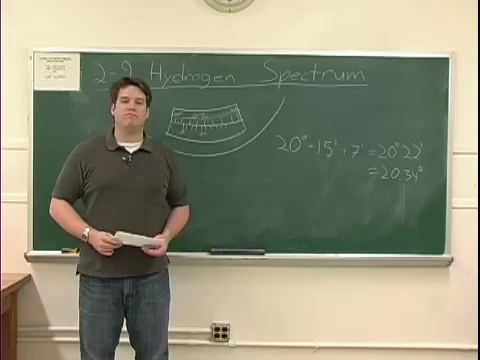 2-9 Hydrogen Spectrum
20° + 15' + 7' = 20° 22'
= 20.34°